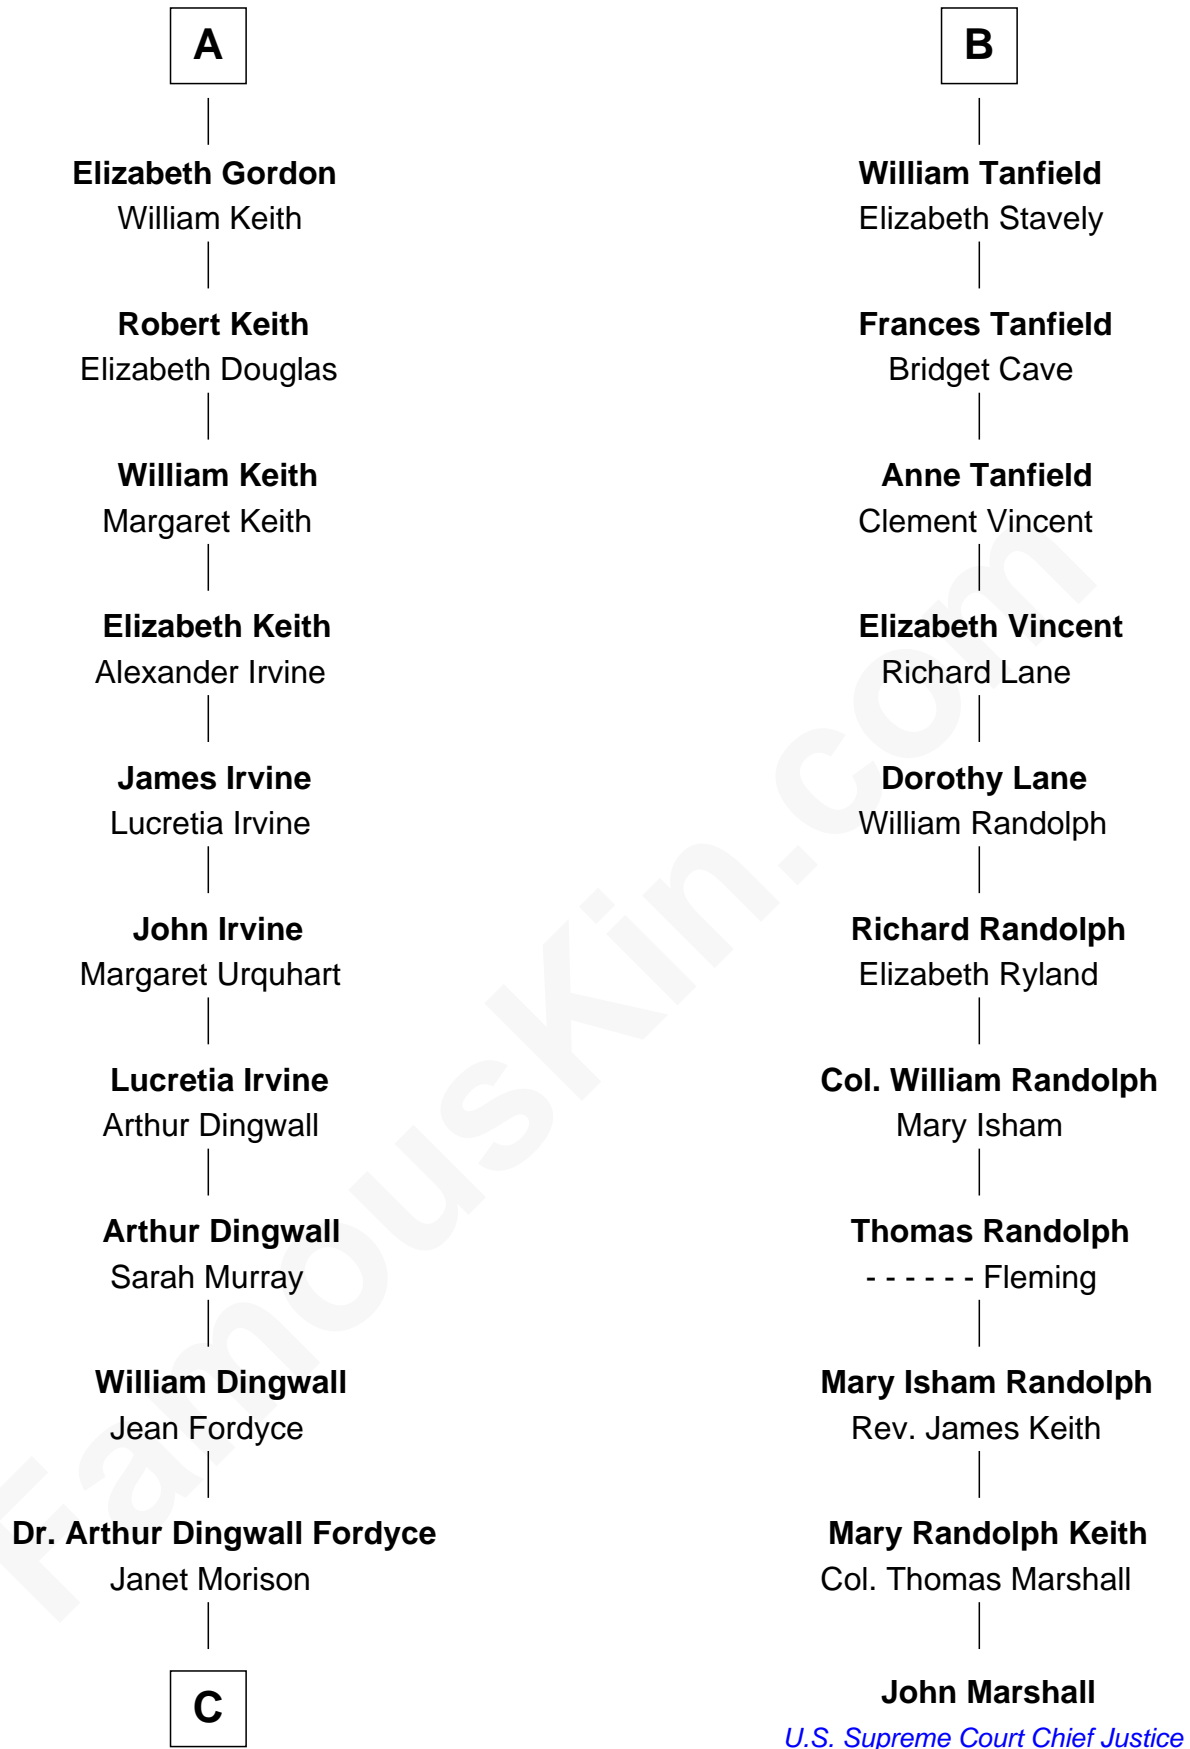 A
Elizabeth Gordon
William Keith
Robert Keith
Elizabeth Douglas
William Keith
Margaret Keith
Elizabeth Keith
Alexander Irvine
James Irvine
Lucretia Irvine
John Irvine
Margaret Urquhart
Lucretia Irvine
Arthur Dingwall
Arthur Dingwall
Sarah Murray
William Dingwall
Jean Fordyce
Dr. Arthur Dingwall Fordyce
Janet Morison
C
B
William Tanfield
Elizabeth Stavely
Frances Tanfield
Bridget Cave
Anne Tanfield
Clement Vincent
Elizabeth Vincent
Richard Lane
Dorothy Lane
William Randolph
Richard Randolph
Elizabeth Ryland
Col. William Randolph
Mary Isham
Thomas Randolph
- - - - - - Fleming
Mary Isham Randolph
Rev. James Keith
Mary Randolph Keith
Col. Thomas Marshall
John Marshall
U.S. Supreme Court Chief Justice
FamousKin.com